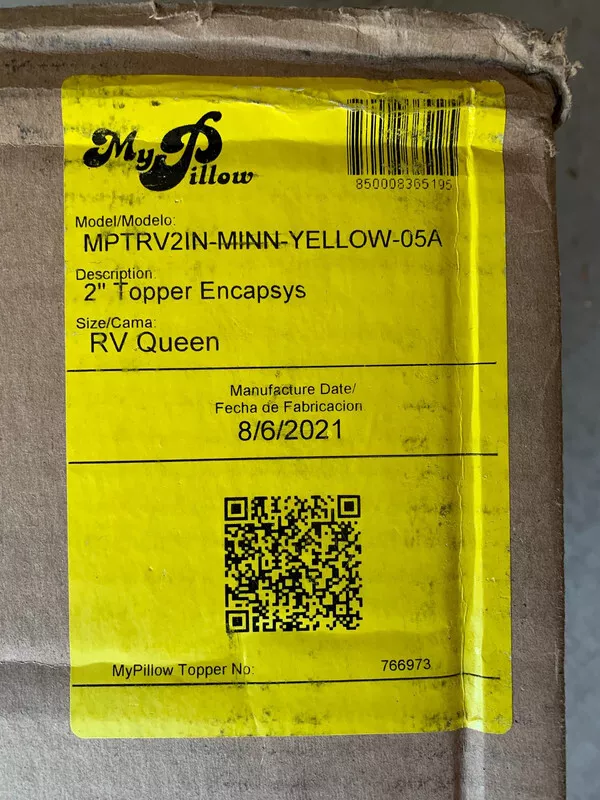 MyPillow
850008365195
Model/Modelo:
MPTRV2IN-MINN-YELLOW-05A
Description:
2" Topper Encapsys
Size/Cama:
RV Queen
Manufacture Date/
Fecha de Fabricacion
8/6/2021
MyPillow Topper No: 766973